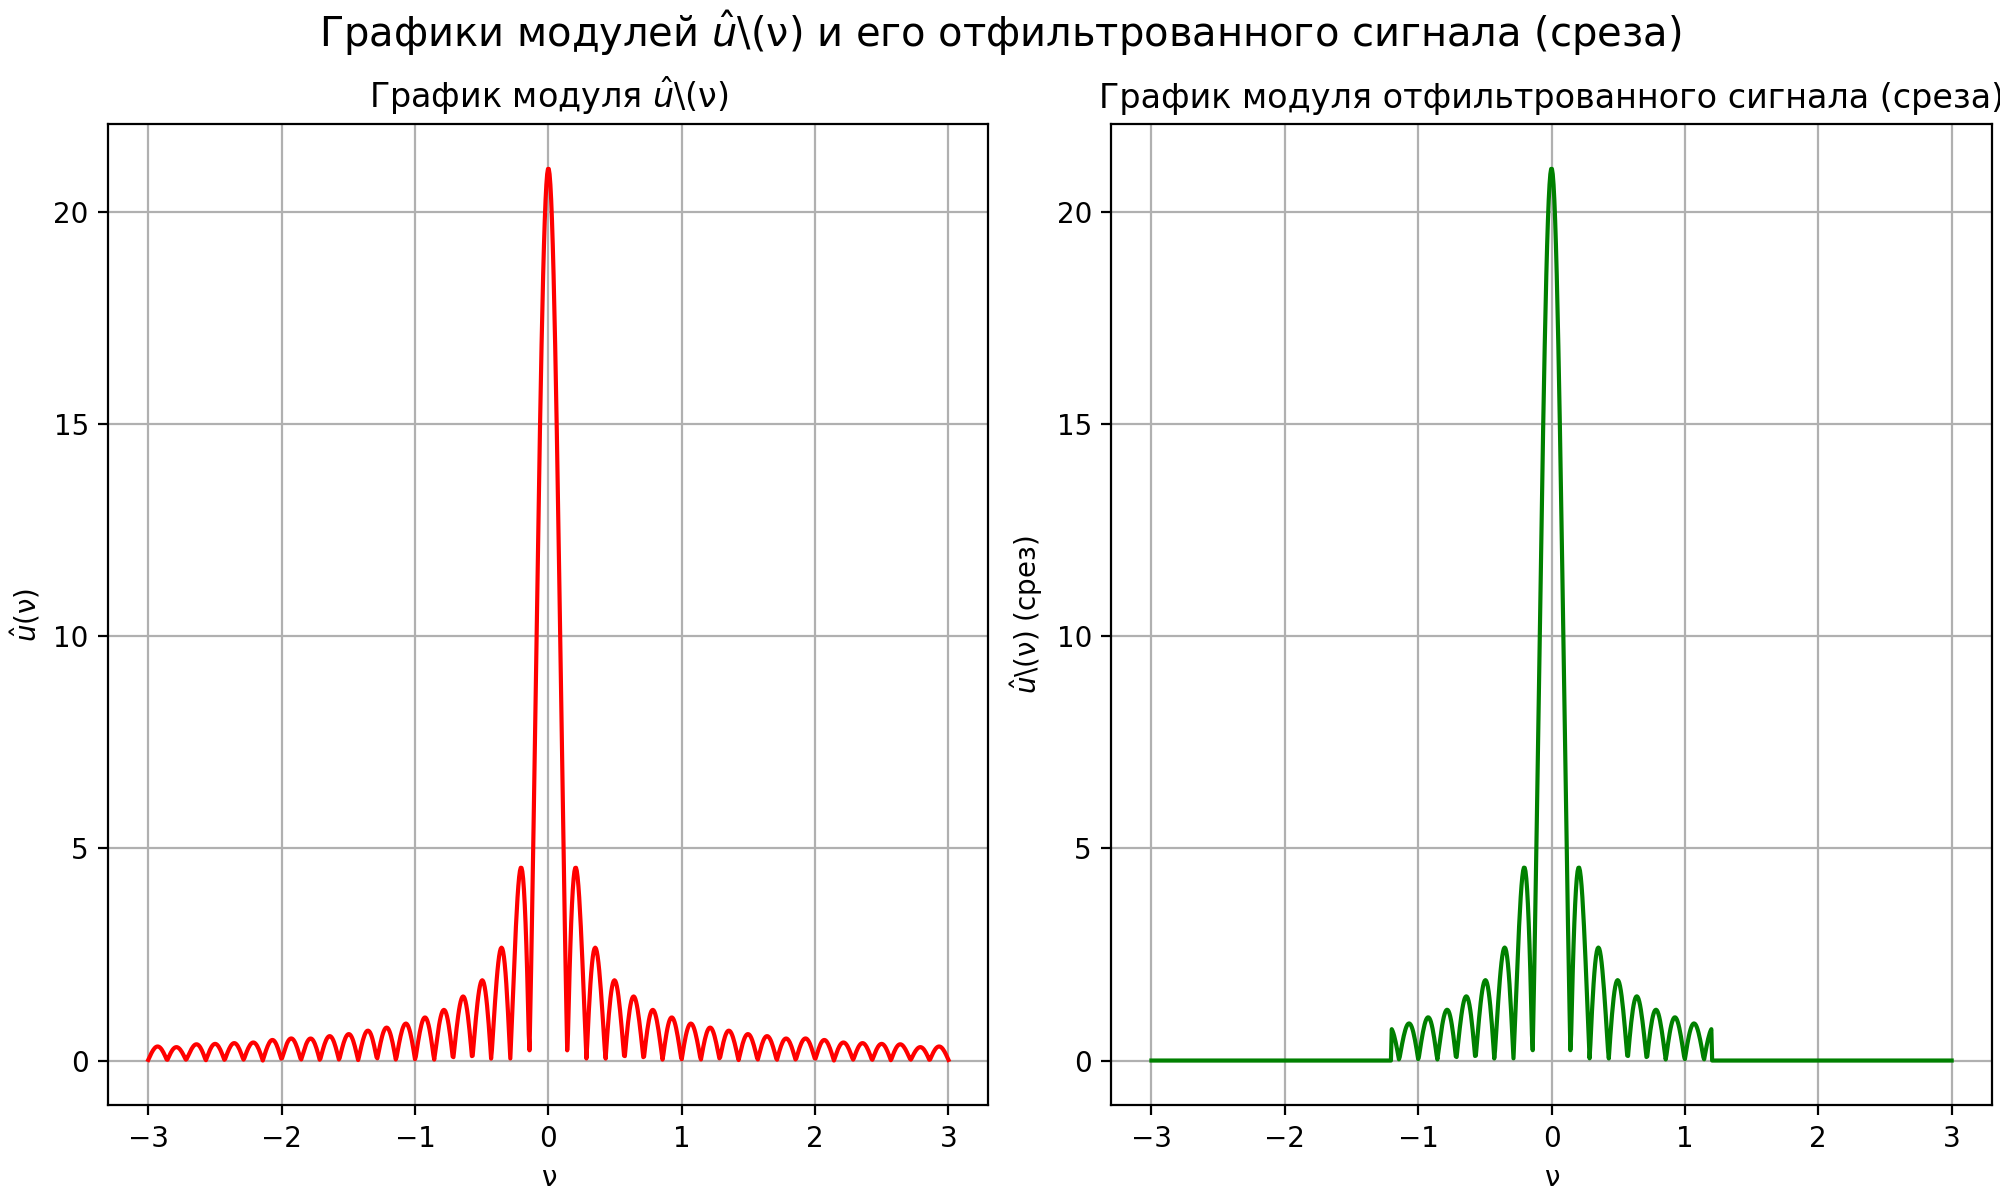 Графики модулей û\(ν) и его отфильтрованного сигнала (среза)
График модуля û\(ν)
û(ν)
20
15
10
5
0
−3 −2 −1 0 1 2 3
ν
График модуля отфильтрованного сигнала (среза)
û\(ν) (срез)
20
15
10
5
0
−3 −2 −1 0 1 2 3
ν